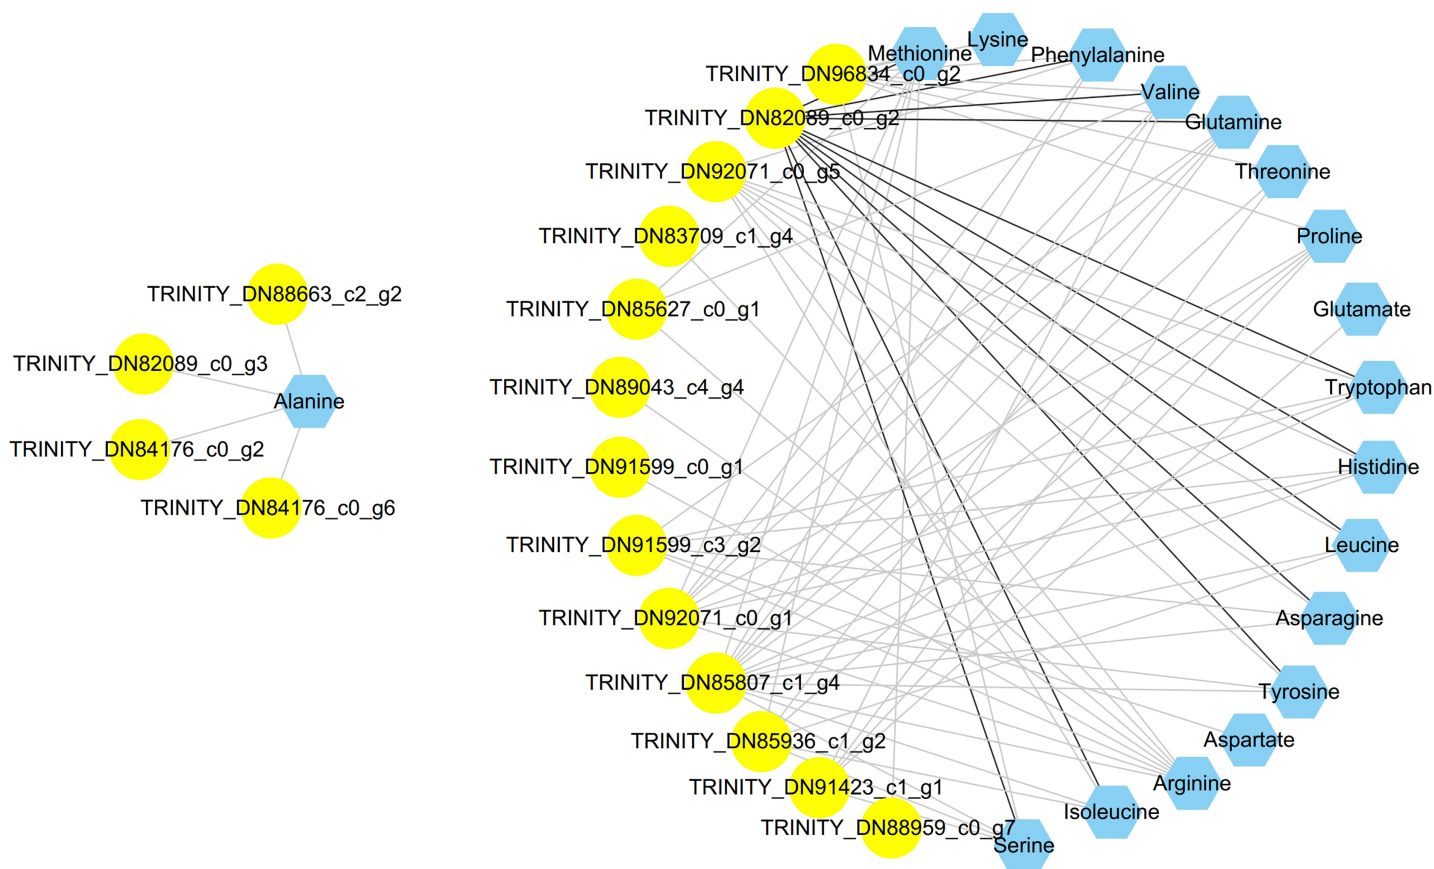 TRINITY_DN88663_c2_g2
TRINITY_DN82089_c0_g3
Alanine
TRINITY_DN84176_c0_g2
TRINITY_DN84176_c0_g6
Lysine
Methionine
Phenylalanine
TRINITY_DN96834_c0_g2
Valine
TRINITY_DN82089_c0_g2
Glutamine
TRINITY_DN92071_c0_g5
Threonine
TRINITY_DN83709_c1_g4
Proline
TRINITY_DN85627_c0_g1
Glutamate
TRINITY_DN89043_c4_g4
Tryptophan
TRINITY_DN91599_c0_g1
Histidine
TRINITY_DN91599_c3_g2
Leucine
TRINITY_DN92071_c0_g1
Asparagine
TRINITY_DN85807_c1_g4
Tyrosine
TRINITY_DN85936_c1_g2
Aspartate
TRINITY_DN91423_c1_g1
Arginine
Isoleucine
TRINITY_DN88959_c0_g7
Serine